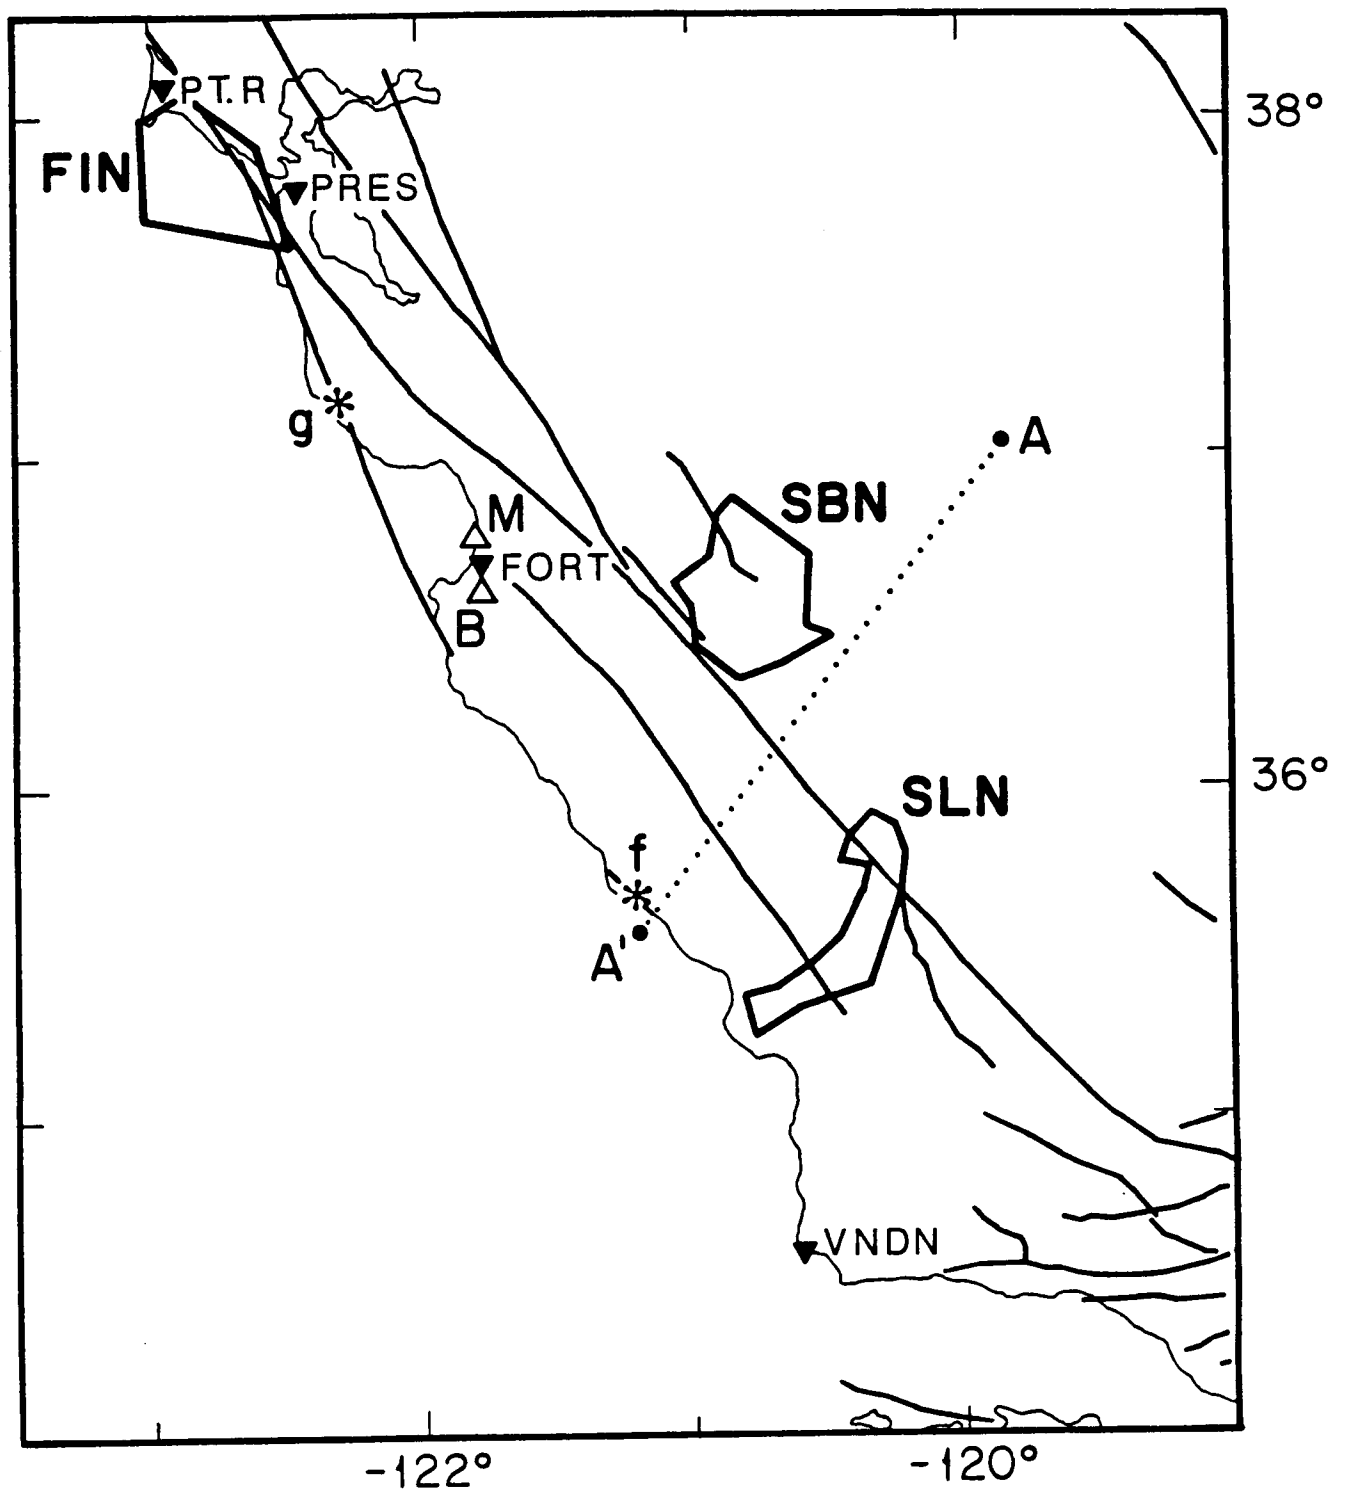 PT.R
38°
FIN
PRES
g
A
SBN
M
FORT
B
36°
SLN
f
A'
VNDN
-122°
-120°